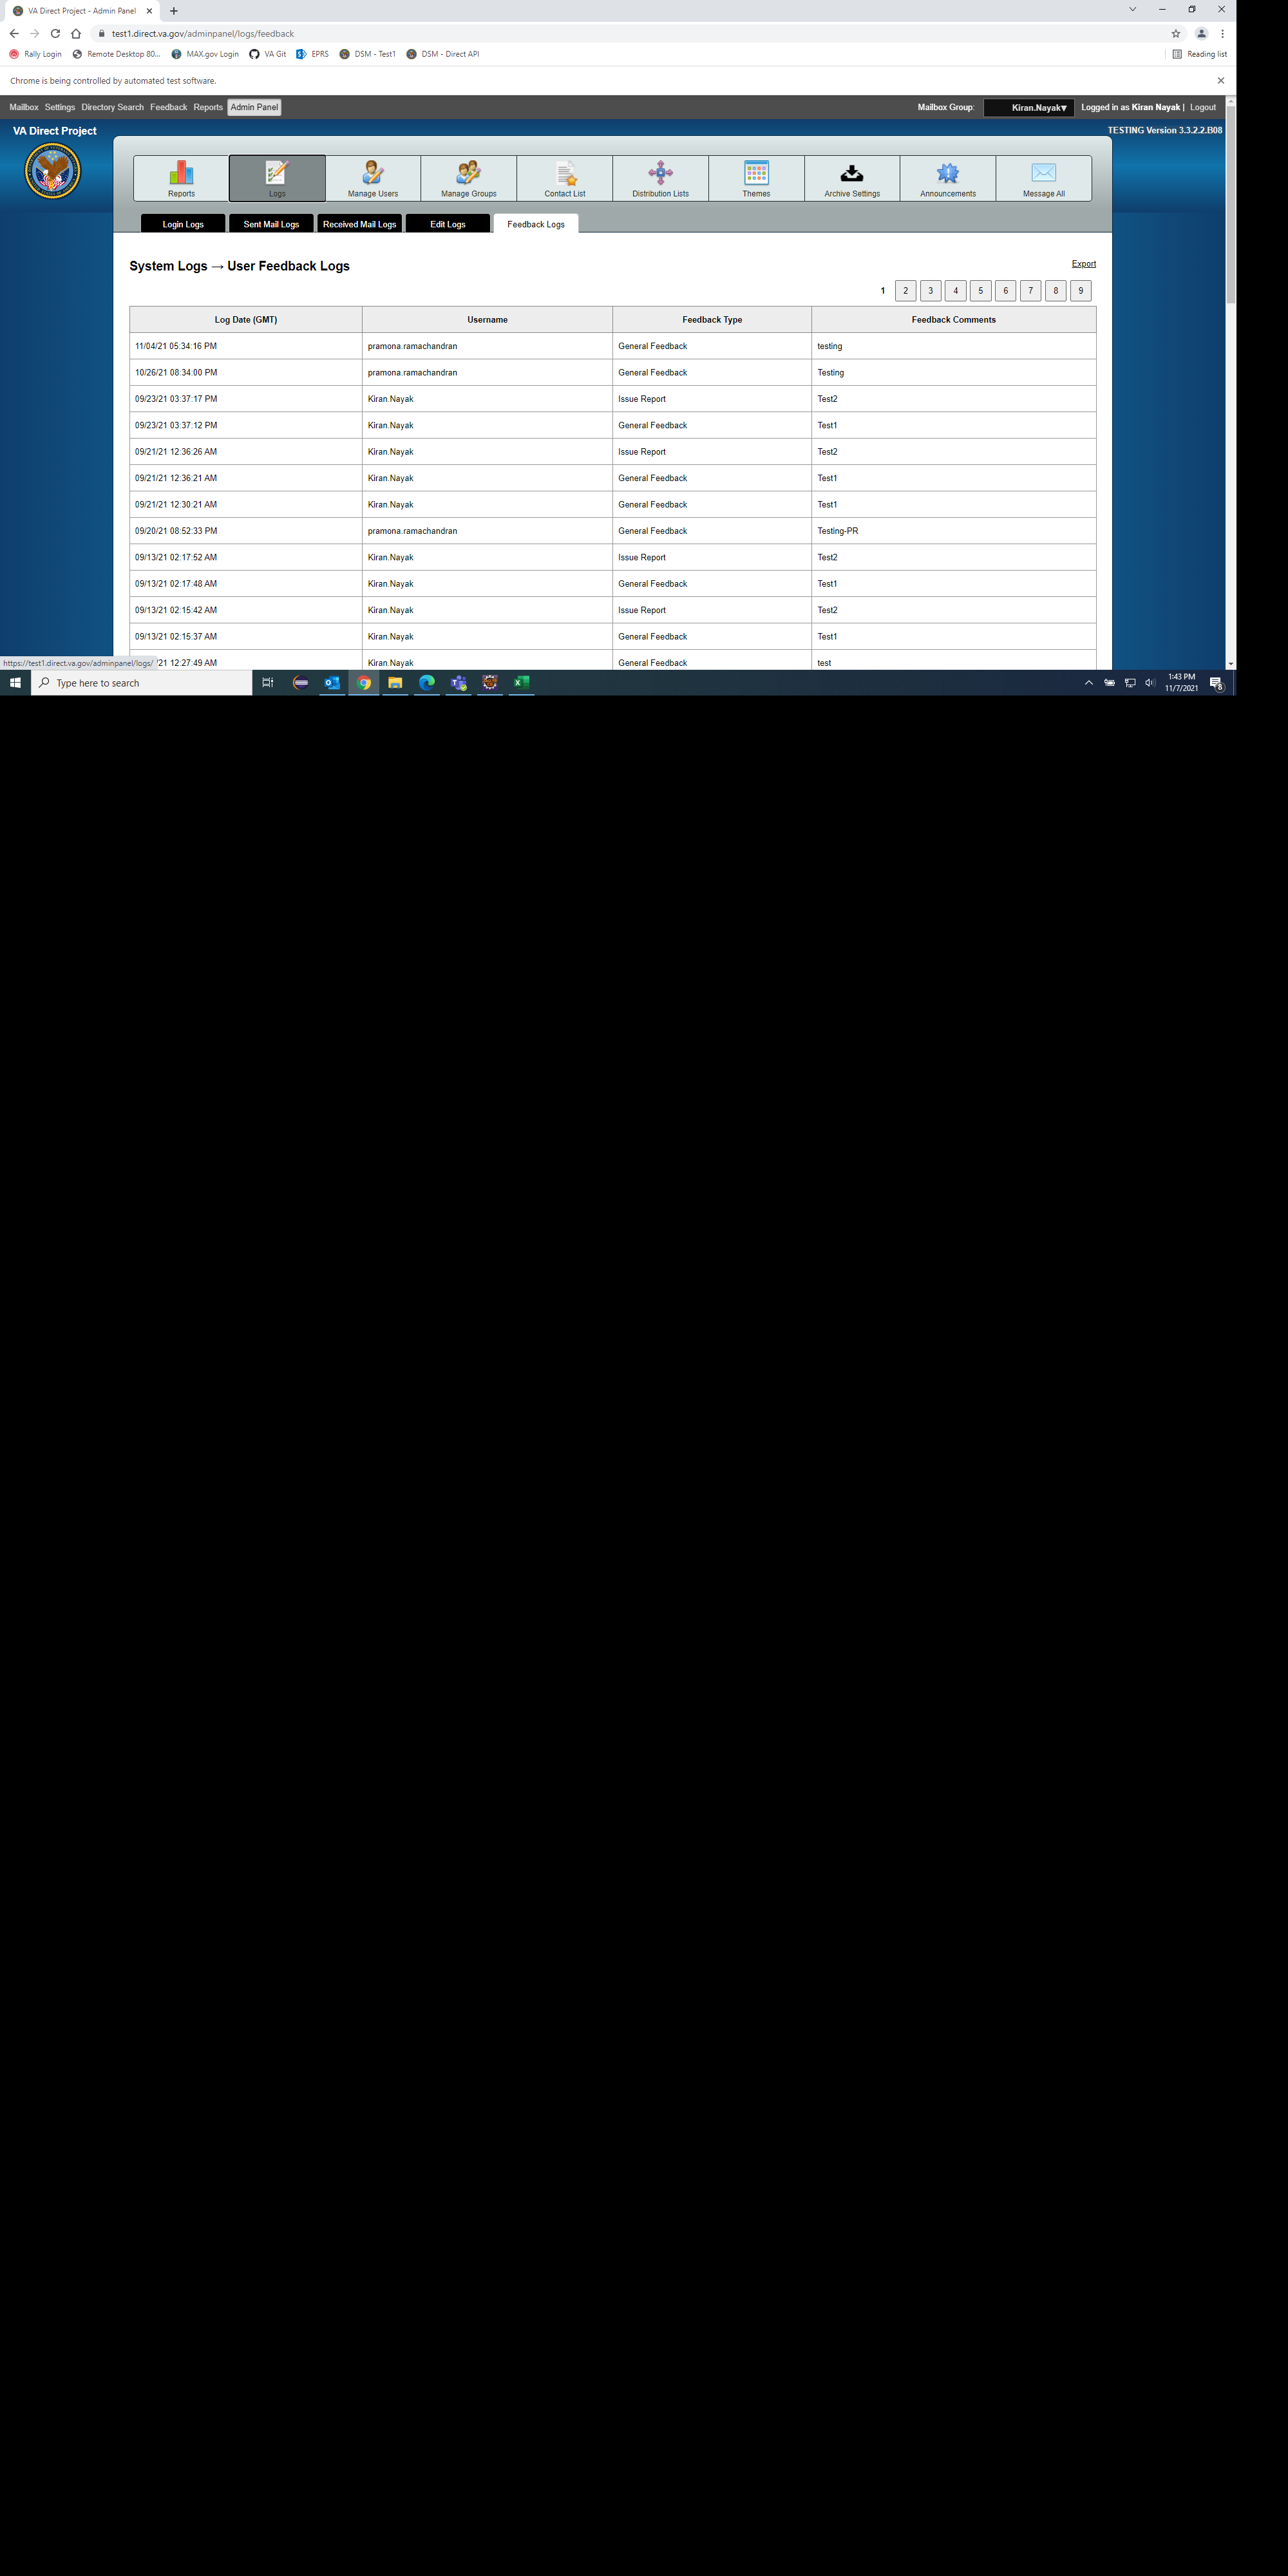 VA Direct Project - Admin Panel
test1.direct.va.gov/adminpanel/logs/feedback
Rally Login Remote Desktop 80... MAX.gov Login VA Git EPRS DSM - Test1 DSM - Direct API Reading list
Chrome is being controlled by automated test software.
Mailbox Settings Directory Search Feedback Reports Admin Panel Mailbox Group: Kiran.Nayak▾ Logged in as Kiran Nayak | Logout
VA Direct Project TESTING Version 3.3.2.2.B08
Reports Logs Manage Users Manage Groups Contact List Distribution Lists Themes Archive Settings Announcements Message All
Login Logs Sent Mail Logs Received Mail Logs Edit Logs Feedback Logs
System Logs → User Feedback Logs Export
1 2 3 4 5 6 7 8 9
Log Date (GMT) Username Feedback Type Feedback Comments
11/04/21 05:34:16 PM pramona.ramachandran General Feedback testing
10/26/21 08:34:00 PM pramona.ramachandran General Feedback Testing
09/23/21 03:37:17 PM Kiran.Nayak Issue Report Test2
09/23/21 03:37:12 PM Kiran.Nayak General Feedback Test1
09/21/21 12:36:26 AM Kiran.Nayak Issue Report Test2
09/21/21 12:36:21 AM Kiran.Nayak General Feedback Test1
09/21/21 12:30:21 AM Kiran.Nayak General Feedback Test1
09/20/21 08:52:33 PM pramona.ramachandran General Feedback Testing-PR
09/13/21 02:17:52 AM Kiran.Nayak Issue Report Test2
09/13/21 02:17:48 AM Kiran.Nayak General Feedback Test1
09/13/21 02:15:42 AM Kiran.Nayak Issue Report Test2
09/13/21 02:15:37 AM Kiran.Nayak General Feedback Test1
https://test1.direct.va.gov/adminpanel/logs/ /21 12:27:49 AM Kiran.Nayak General Feedback test
Type here to search 1:43 PM
11/7/2021 8